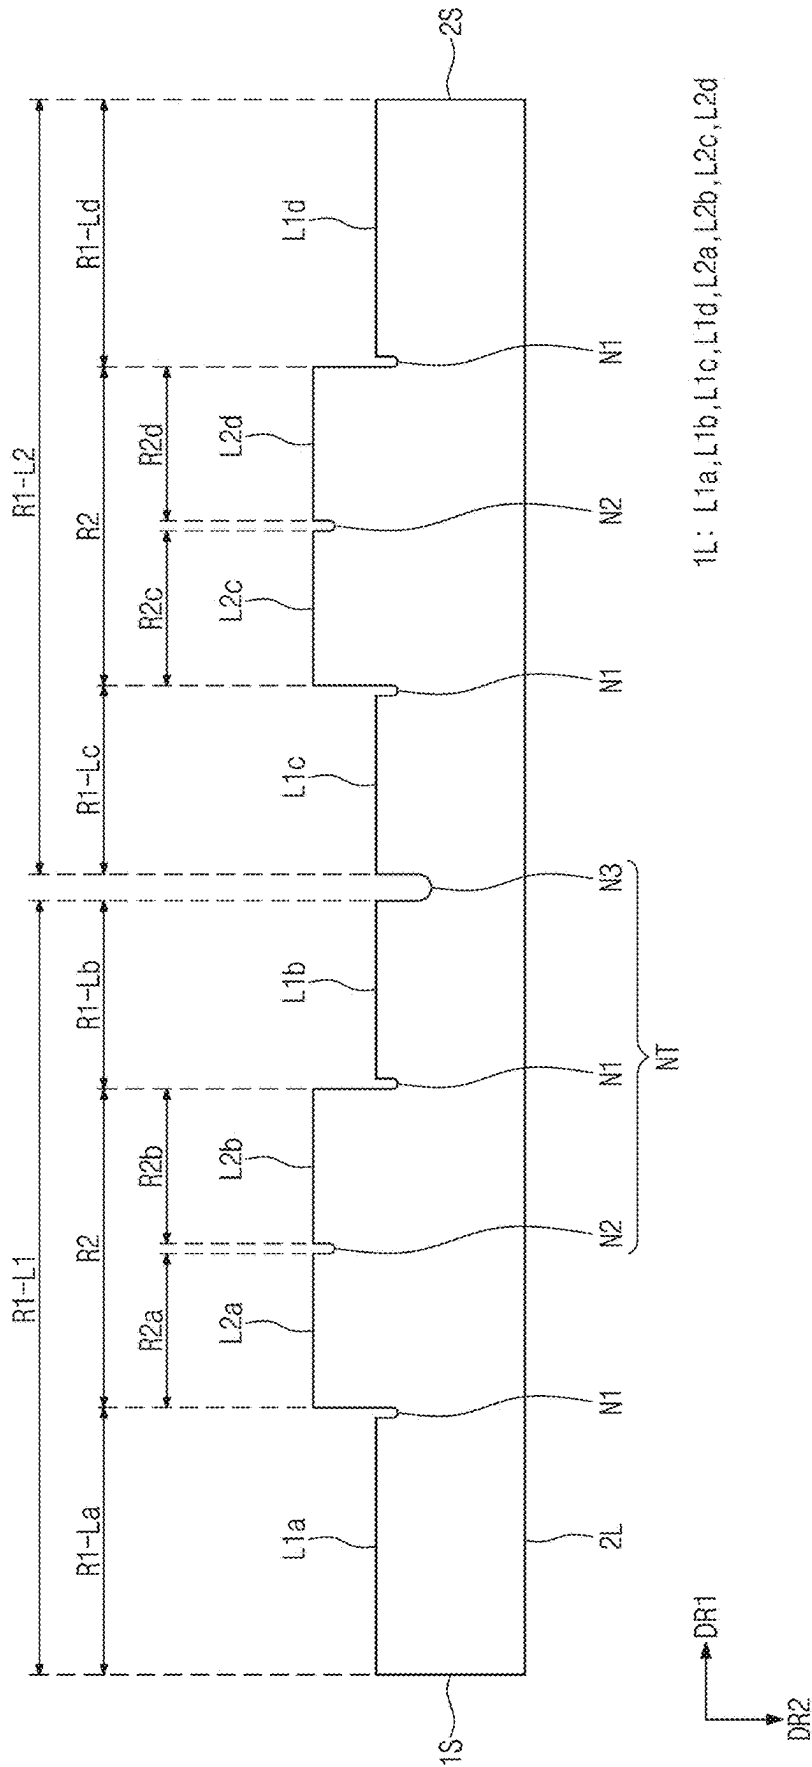 R1-L1
R1-L2
R1-La
R2
R1-Lb
R1-Lc
R2
R1-Ld
R2a
R2b
R2c
R2d
L2a
L2b
L2c
L2d
L1a
L1b
L1c
L1d
1S
2S
2L
N1
N2
N1
N3
N1
N2
N1
NT
DR1
DR2
1L: L1a,L1b,L1c,L1d,L2a,L2b,L2c,L2d